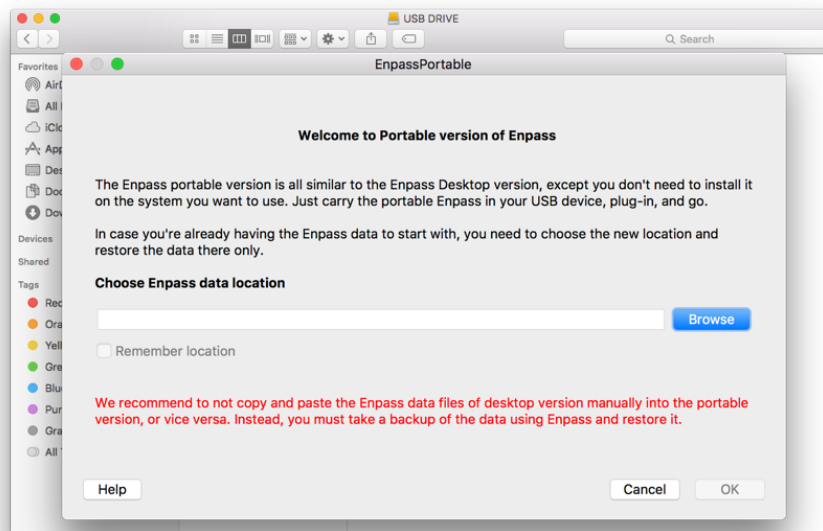 USB DRIVE
Search
EnpassPortable
Favorites
All
Devices
Shared
Tags
All
Welcome to Portable version of Enpass
The Enpass portable version is all similar to the Enpass Desktop version, except you don't need to install it
on the system you want to use. Just carry the portable Enpass in your USB device, plug-in, and go.
In case you're already having the Enpass data to start with, you need to choose the new location and
restore the data there only.
Choose Enpass data location
Browse
Remember location
We recommend to not copy and paste the Enpass data files of desktop version manually into the portable
version, or vice versa. Instead, you must take a backup of the data using Enpass and restore it.
Help
Cancel
OK